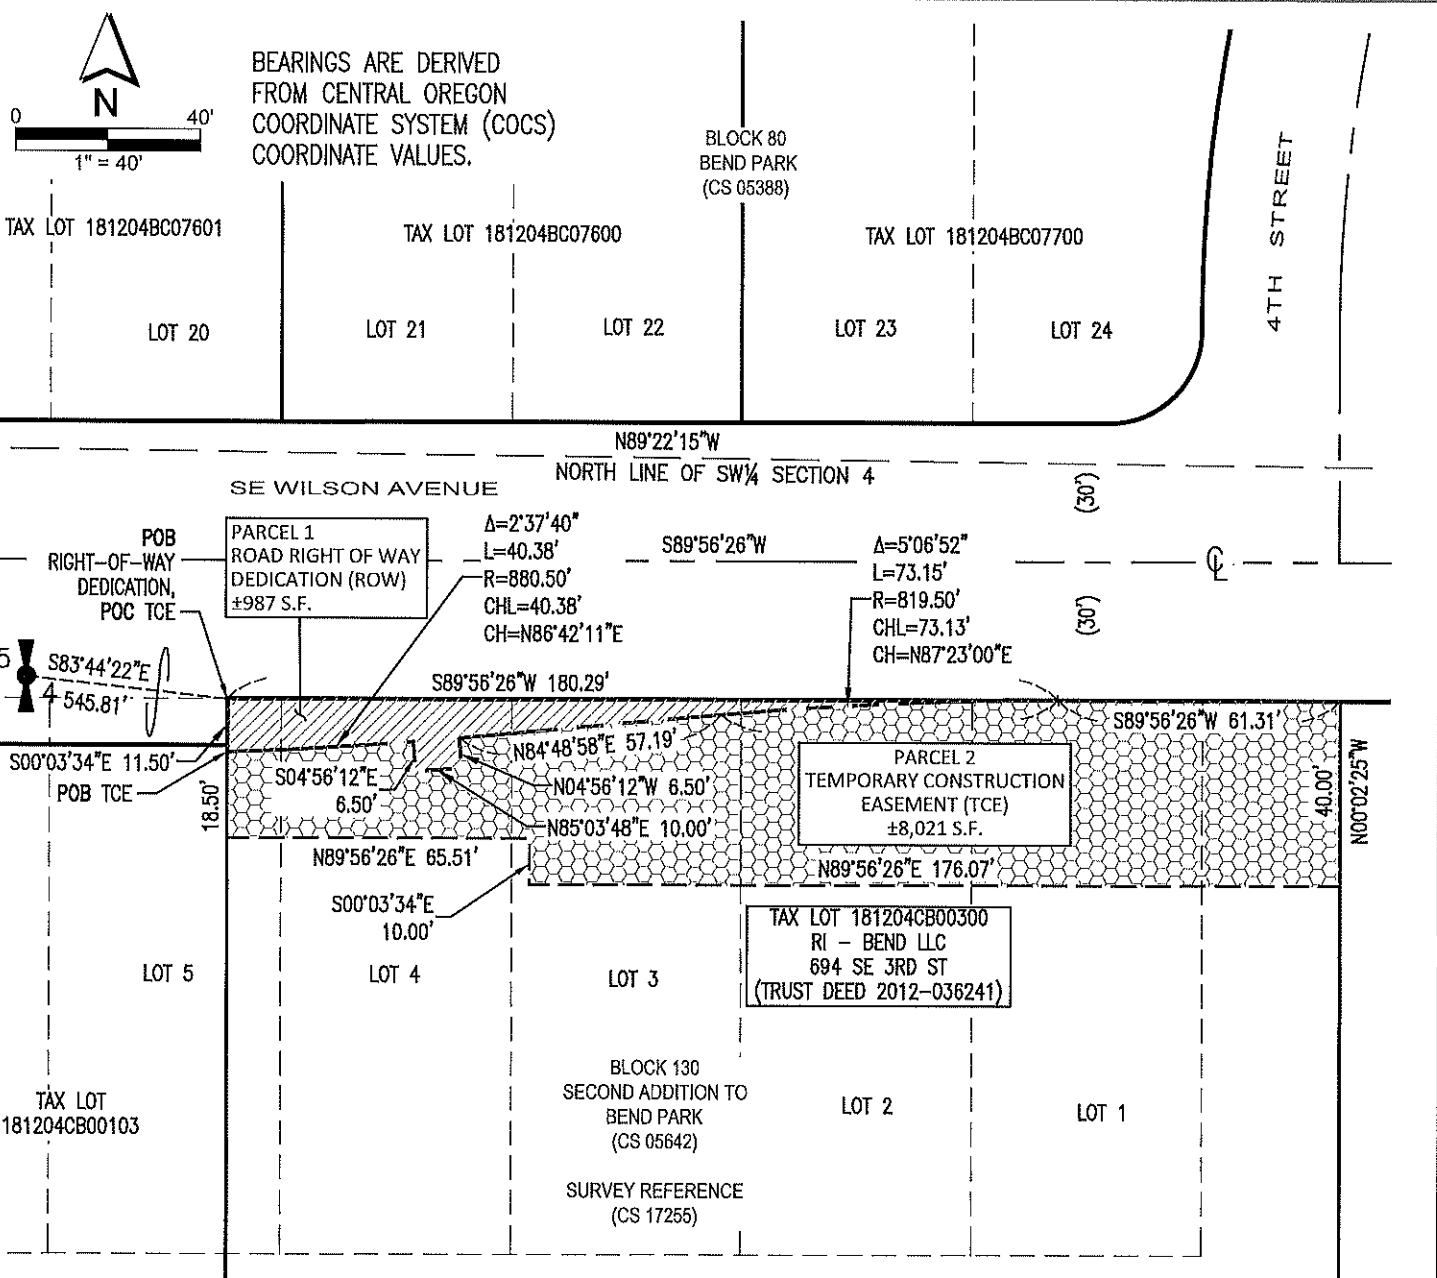 BEARINGS ARE DERIVED
FROM CENTRAL OREGON
COORDINATE SYSTEM (COCS)
COORDINATE VALUES.
N
0 40'
1" = 40'
BLOCK 80
BEND PARK
(CS 05388)
4TH STREET
TAX LOT 181204BC07601
TAX LOT 181204BC07600
TAX LOT 181204BC07700
LOT 20
LOT 21
LOT 22
LOT 23
LOT 24
N89°22'15"W
NORTH LINE OF SW¼ SECTION 4
SE WILSON AVENUE
(30')
(30')
S89°56'26"W
℄
POB
RIGHT-OF-WAY
DEDICATION,
POC TCE
PARCEL 1
ROAD RIGHT OF WAY
DEDICATION (ROW)
±987 S.F.
Δ=2°37'40"
L=40.38'
R=880.50'
CHL=40.38'
CH=N86°42'11"E
Δ=5°06'52"
L=73.15'
R=819.50'
CHL=73.13'
CH=N87°23'00"E
5
4
S83°44'22"E
545.81'
S89°56'26"W 180.29'
S89°56'26"W 61.31'
S00°03'34"E 11.50'
POB TCE
18.50'
S04°56'12"E
6.50'
N84°48'58"E 57.19'
N04°56'12"W 6.50'
N85°03'48"E 10.00'
PARCEL 2
TEMPORARY CONSTRUCTION
EASEMENT (TCE)
±8,021 S.F.
40.00'
N00°02'25"W
N89°56'26"E 65.51'
N89°56'26"E 176.07'
S00°03'34"E
10.00'
TAX LOT 181204CB00300
RI - BEND LLC
694 SE 3RD ST
(TRUST DEED 2012-036241)
LOT 5
LOT 4
LOT 3
LOT 2
LOT 1
TAX LOT
181204CB00103
BLOCK 130
SECOND ADDITION TO
BEND PARK
(CS 05642)
SURVEY REFERENCE
(CS 17255)